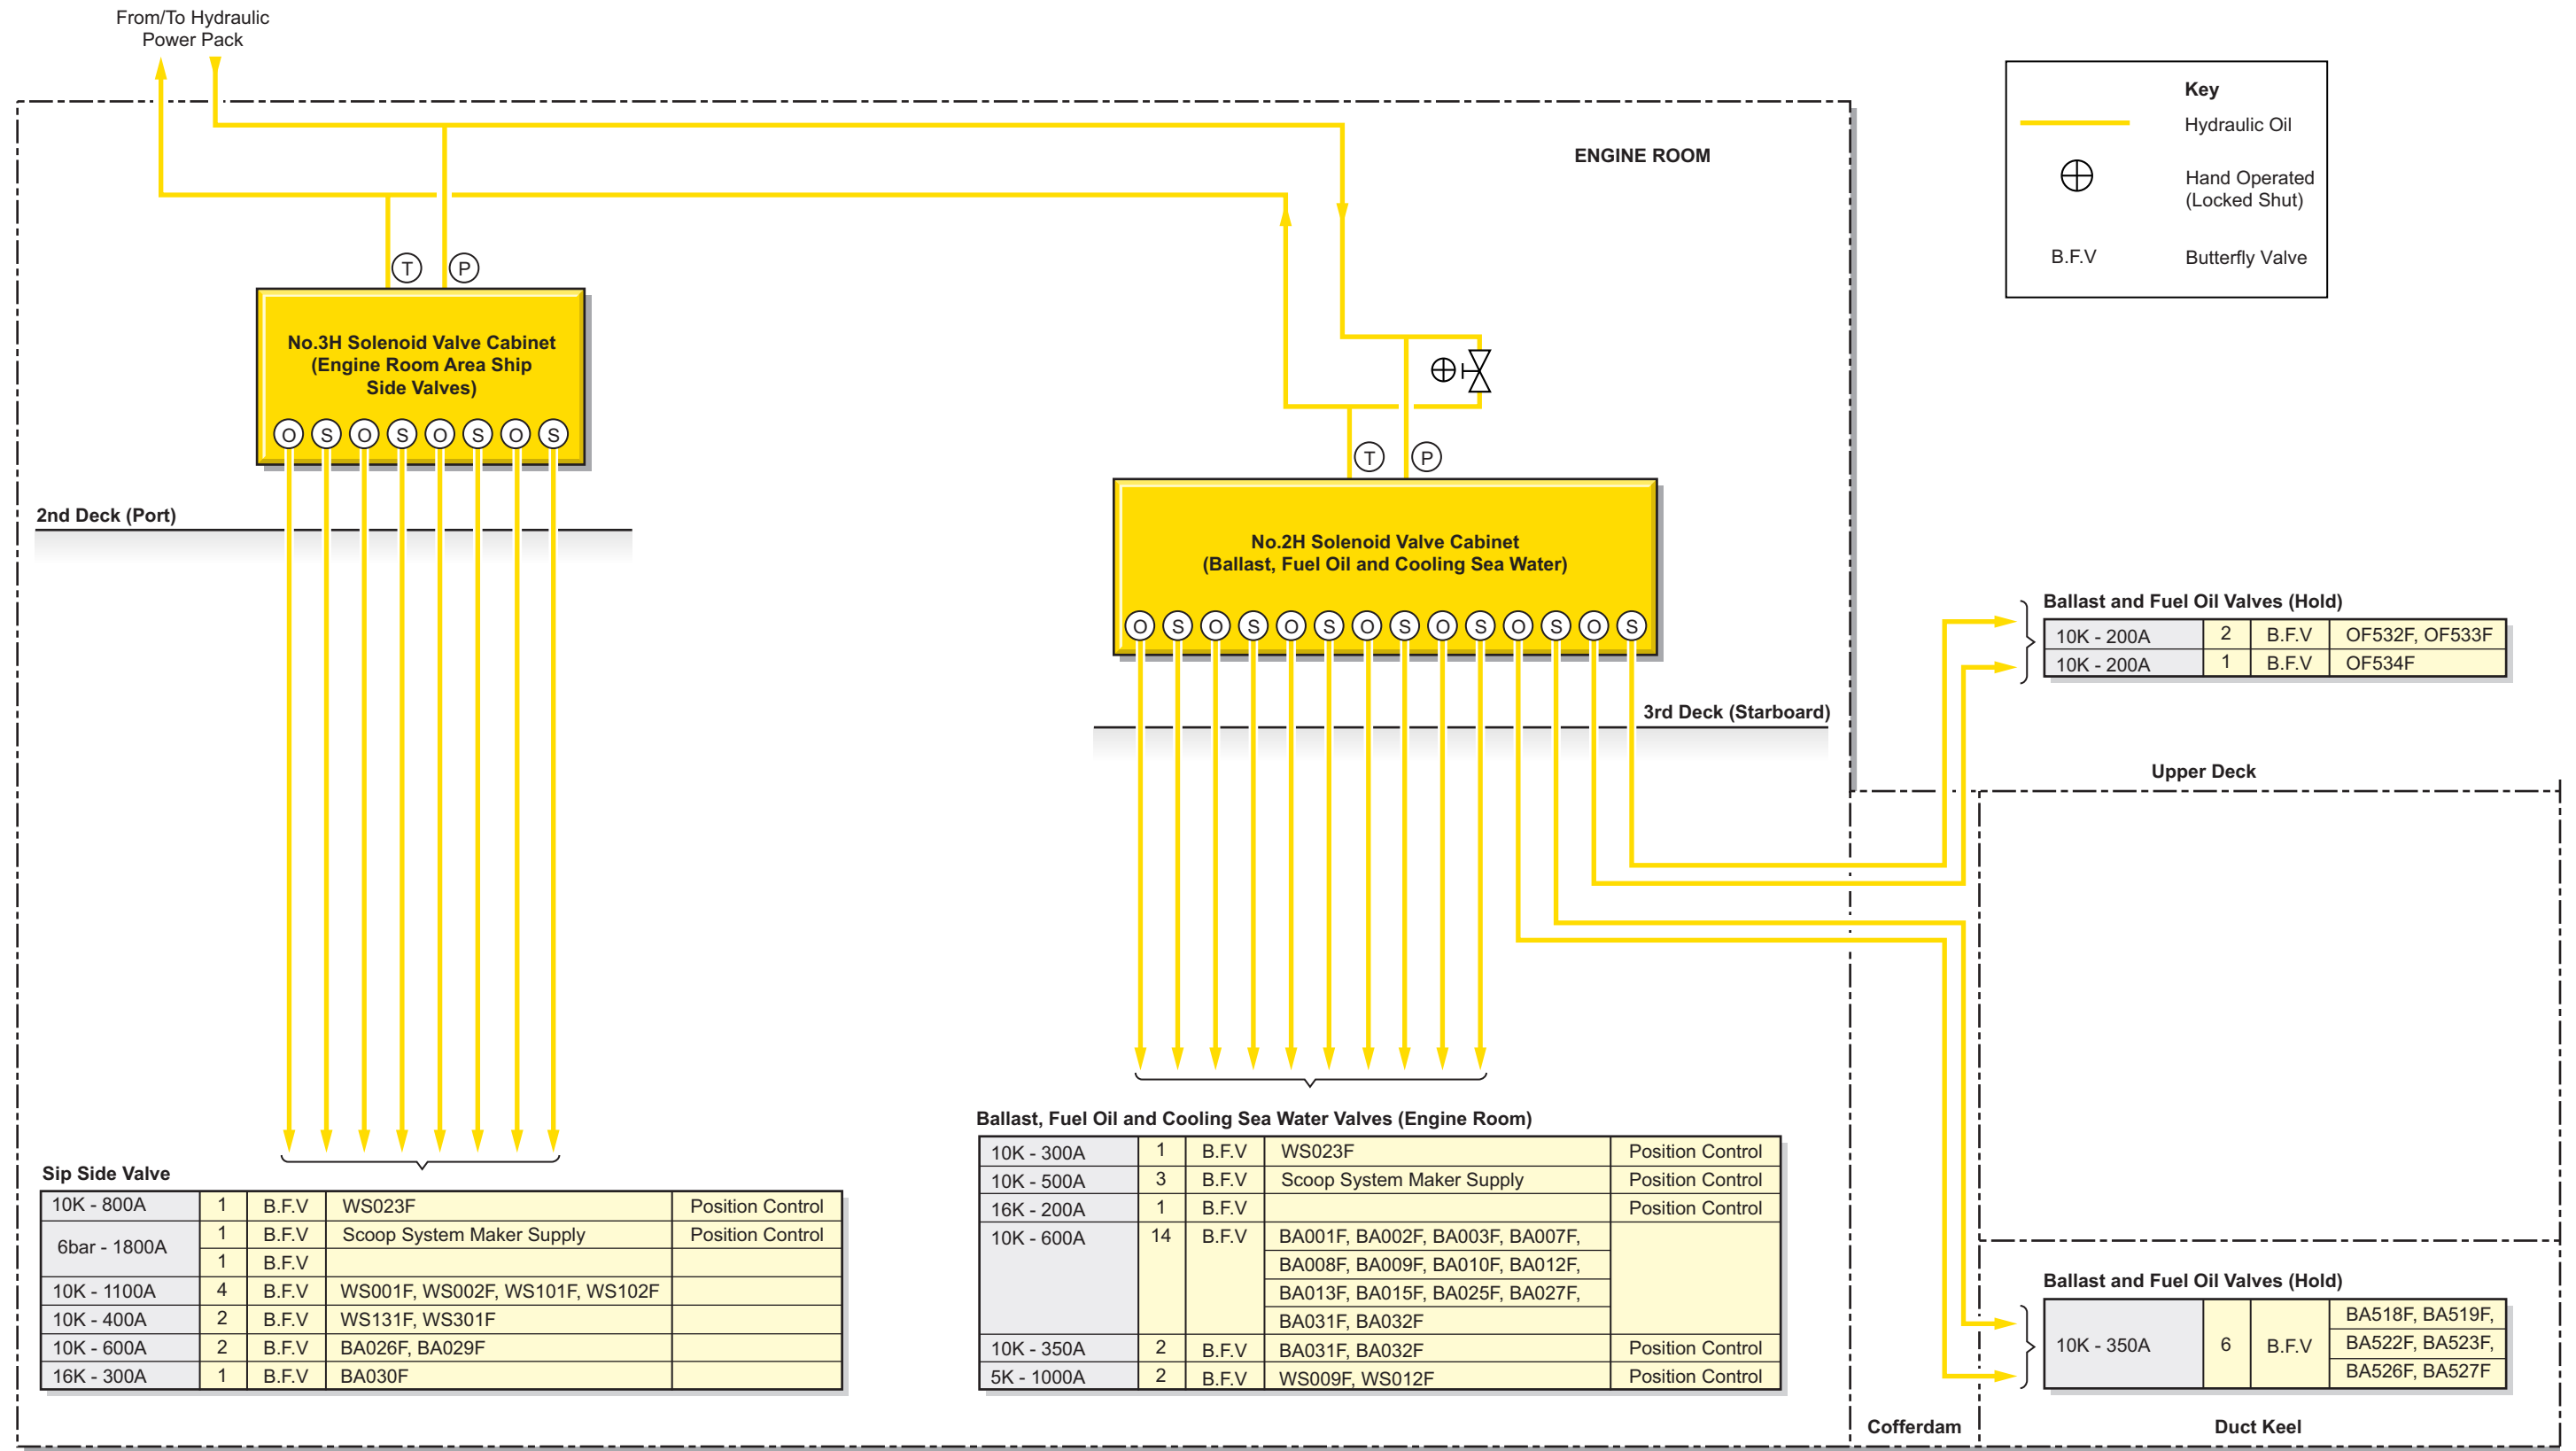 From/To Hydraulic
Power Pack
Key
Hydraulic Oil
Hand Operated
(Locked Shut)
B.F.V Butterfly Valve
ENGINE ROOM
T P
No.3H Solenoid Valve Cabinet
(Engine Room Area Ship
Side Valves)
O S O S O S O S
2nd Deck (Port)
T P
No.2H Solenoid Valve Cabinet
(Ballast, Fuel Oil and Cooling Sea Water)
O S O S O S O S O S O S O S
3rd Deck (Starboard)
Ballast and Fuel Oil Valves (Hold)
10K - 200A 2 B.F.V OF532F, OF533F
10K - 200A 1 B.F.V OF534F
Upper Deck
Sip Side Valve
10K - 800A 1 B.F.V WS023F Position Control
6bar - 1800A 1 B.F.V Scoop System Maker Supply Position Control
1 B.F.V
10K - 1100A 4 B.F.V WS001F, WS002F, WS101F, WS102F
10K - 400A 2 B.F.V WS131F, WS301F
10K - 600A 2 B.F.V BA026F, BA029F
16K - 300A 1 B.F.V BA030F
Ballast, Fuel Oil and Cooling Sea Water Valves (Engine Room)
10K - 300A 1 B.F.V WS023F Position Control
10K - 500A 3 B.F.V Scoop System Maker Supply Position Control
16K - 200A 1 B.F.V Position Control
10K - 600A 14 B.F.V BA001F, BA002F, BA003F, BA007F,
BA008F, BA009F, BA010F, BA012F,
BA013F, BA015F, BA025F, BA027F,
BA031F, BA032F
10K - 350A 2 B.F.V BA031F, BA032F Position Control
5K - 1000A 2 B.F.V WS009F, WS012F Position Control
Ballast and Fuel Oil Valves (Hold)
10K - 350A 6 B.F.V BA518F, BA519F,
BA522F, BA523F,
BA526F, BA527F
Cofferdam
Duct Keel